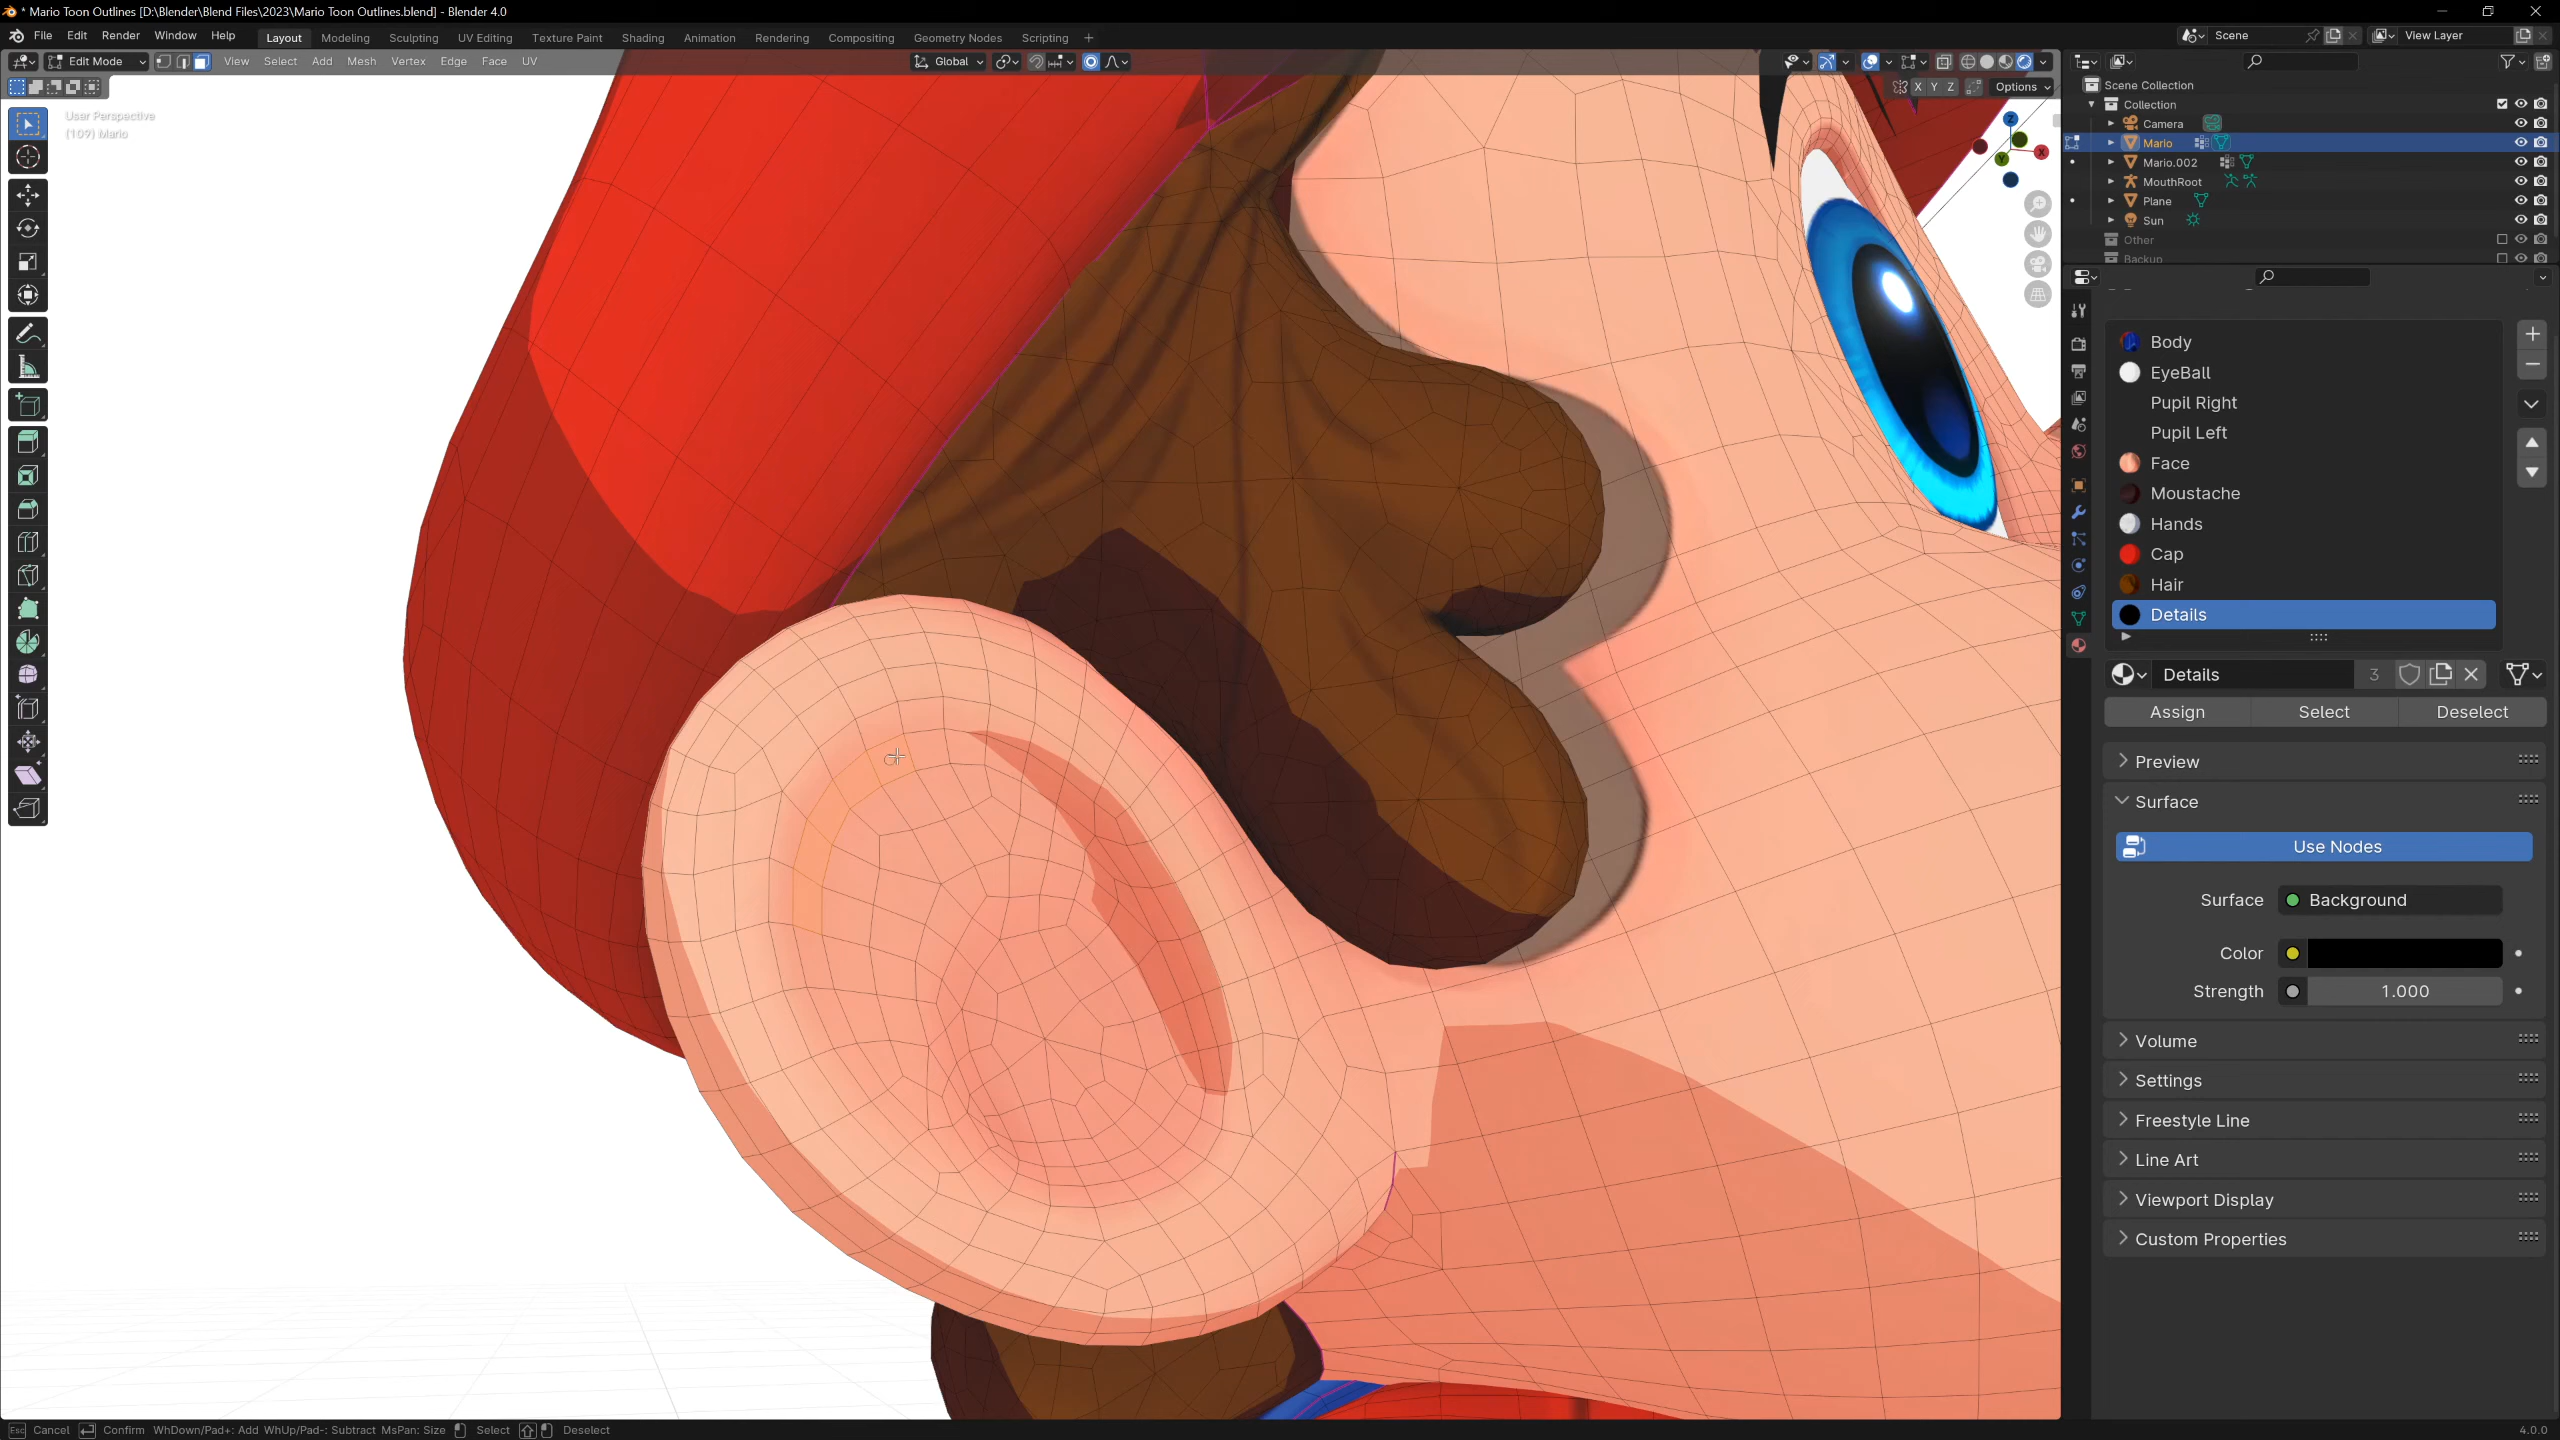 * Mario Toon Outlines [D:\Blender\Blend Files\2023\Mario Toon Outlines.blend] - Blender 4.0
File Edit Render Window Help Layout Modeling Sculpting UV Editing Texture Paint Shading Animation Rendering Compositing Geometry Nodes Scripting + Scene View Layer
Edit Mode View Select Add Mesh Vertex Edge Face UV Global
X Y Z Options
User Perspective
(109) Mario
Z
X
Y
Scene Collection
Collection
Camera
Mario
Mario.002
MouthRoot
Plane
Sun
Other
Backup
Body
EyeBall
Pupil Right
Pupil Left
Face
Moustache
Hands
Cap
Hair
Details
Details 3
Assign Select Deselect
Preview
Surface
Use Nodes
Surface Background
Color
Strength 1.000
Volume
Settings
Freestyle Line
Line Art
Viewport Display
Custom Properties
Esc Cancel Confirm WhDown/Pad+: Add WhUp/Pad-: Subtract MsPan: Size Select Deselect 4.0.0